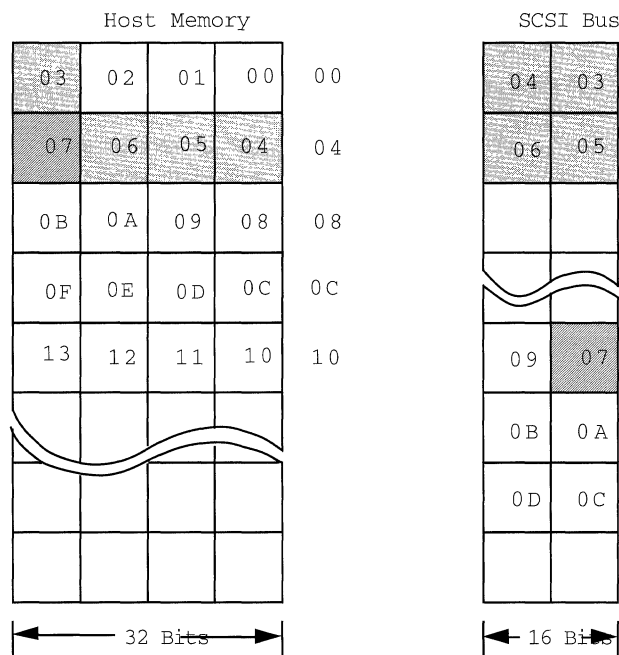 Host Memory SCSI Bus
03 02 01 00 00 04 03
07 06 05 04 04 06 05
0B 0A 09 08 08
0F 0E 0D 0C 0C
13 12 11 10 10 09 07
0B 0A
0D 0C
32 Bits 16 Bits